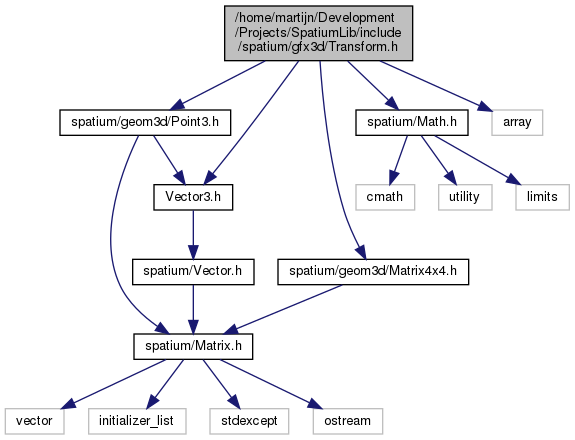 /home/martijn/Development
/Projects/SpatiumLib/include
/spatium/gfx3d/Transform.h
spatium/geom3d/Point3.h
spatium/Math.h
array
Vector3.h
cmath
utility
limits
spatium/Vector.h
spatium/geom3d/Matrix4x4.h
spatium/Matrix.h
vector
initializer_list
stdexcept
ostream